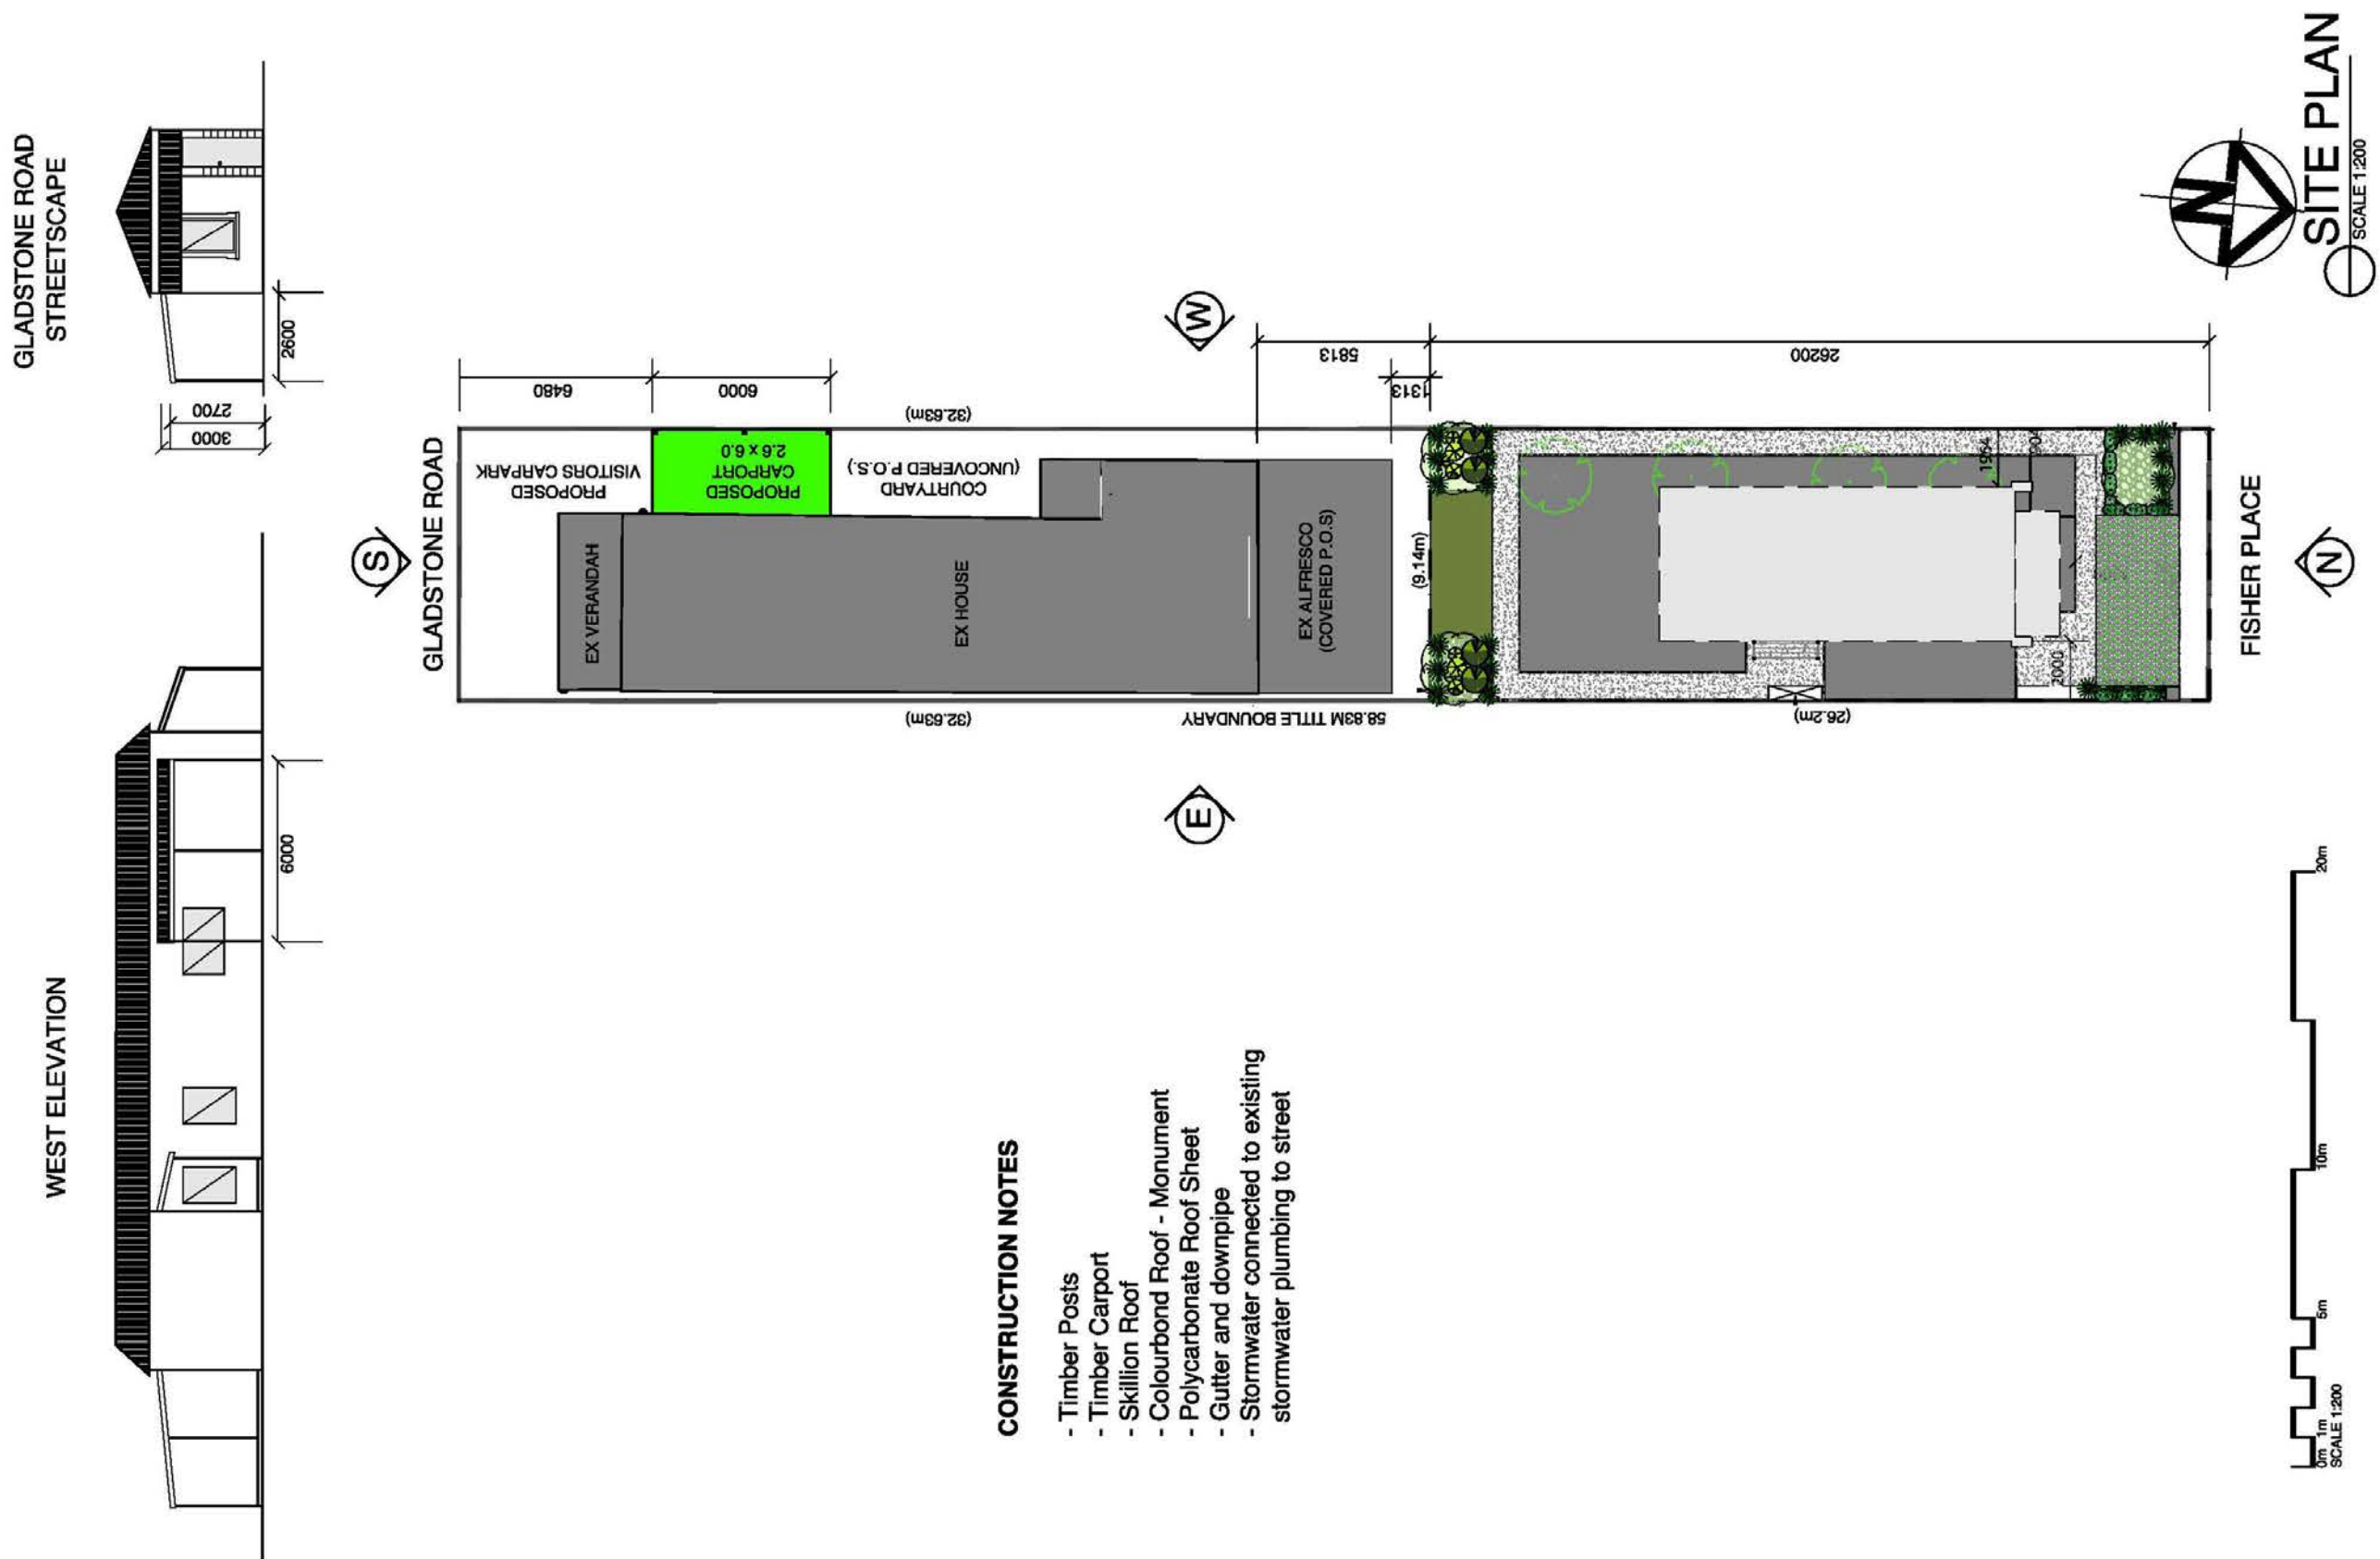 GLADSTONE ROAD
STREETSCAPE
2600
2700
3000
WEST ELEVATION
6000
S
GLADSTONE ROAD
6480
6000
(32.63m)
PROPOSED
VISITORS CARPARK
PROPOSED
CARPORT
2.6 x 6.0
COURTYARD
(UNCOVERED P.O.S.)
EX VERANDAH
EX HOUSE
EX ALFRESCO
(COVERED P.O.S)
(32.63m)
58.83M TITLE BOUNDARY
W
5813
1313
26200
(9.14m)
1964
2000
(26.2m)
FISHER PLACE
N
E
CONSTRUCTION NOTES
- Timber Posts
- Timber Carport
- Skillion Roof
- Colourbond Roof - Monument
- Polycarbonate Roof Sheet
- Gutter and downpipe
- Stormwater connected to existing
stormwater plumbing to street
N
SITE PLAN
SCALE 1:200
0m 1m 5m 10m 20m
SCALE 1:200